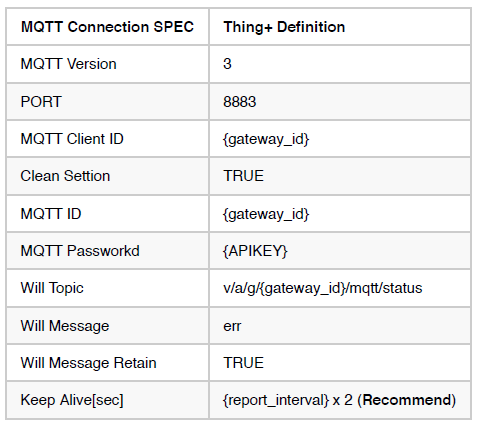 MQTT Connection SPEC Thing+ Definition
MQTT Version 3
PORT 8883
MQTT Client ID {gateway_id}
Clean Settion TRUE
MQTT ID {gateway_id}
MQTT Passworkd {APIKEY}
Will Topic v/a/g/{gateway_id}/mqtt/status
Will Message err
Will Message Retain TRUE
Keep Alive[sec] {report_interval} x 2 (Recommend)